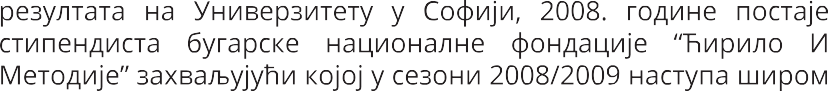 резултата на Универзитету у Софији, 2008. године постаје
стипендиста бугарске националне фондације “Ћирило И
Методије” захваљујући којој у сезони 2008/2009 наступа широм